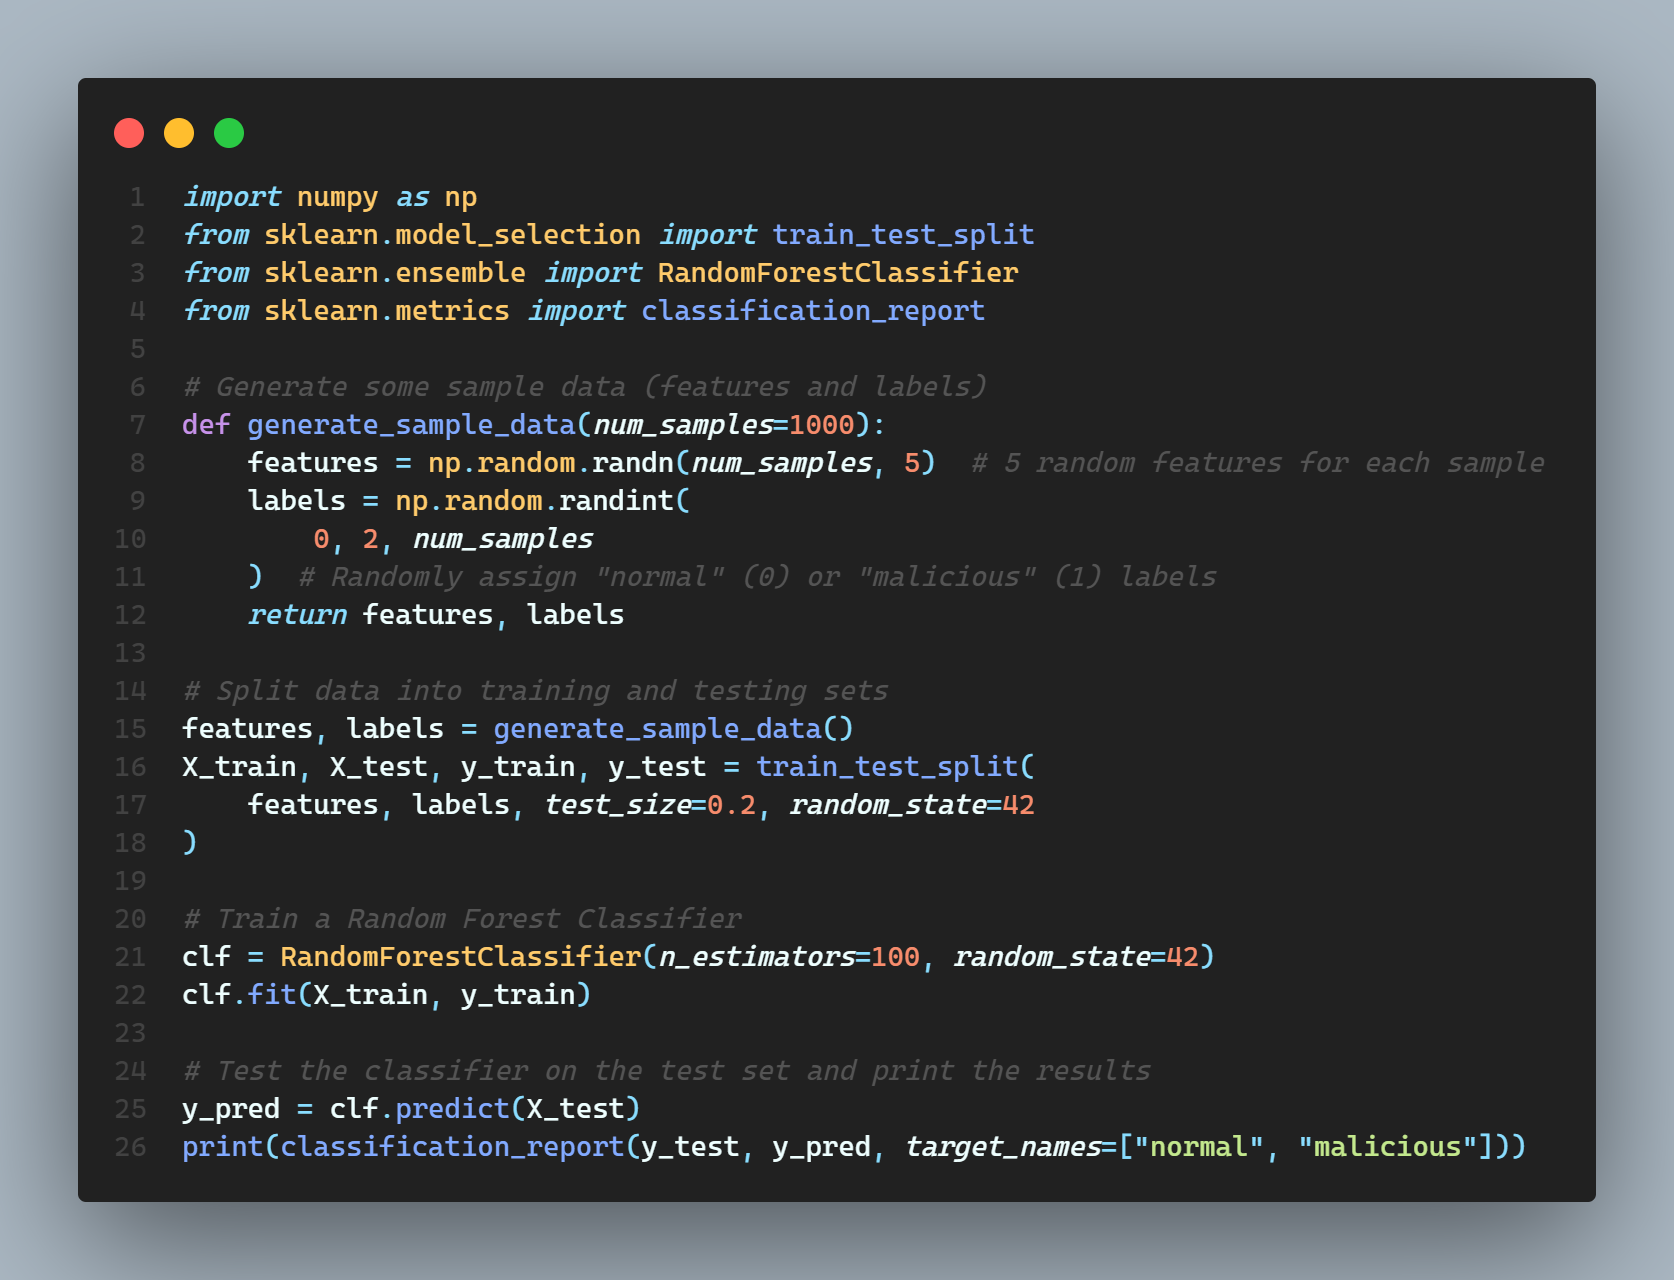 1 import numpy as np
2 from sklearn.model_selection import train_test_split
3 from sklearn.ensemble import RandomForestClassifier
4 from sklearn.metrics import classification_report
5
6 # Generate some sample data (features and labels)
7 def generate_sample_data(num_samples=1000):
8     features = np.random.randn(num_samples, 5)  # 5 random features for each sample
9     labels = np.random.randint(
10         0, 2, num_samples
11     )  # Randomly assign "normal" (0) or "malicious" (1) labels
12     return features, labels
13
14 # Split data into training and testing sets
15 features, labels = generate_sample_data()
16 X_train, X_test, y_train, y_test = train_test_split(
17     features, labels, test_size=0.2, random_state=42
18 )
19
20 # Train a Random Forest Classifier
21 clf = RandomForestClassifier(n_estimators=100, random_state=42)
22 clf.fit(X_train, y_train)
23
24 # Test the classifier on the test set and print the results
25 y_pred = clf.predict(X_test)
26 print(classification_report(y_test, y_pred, target_names=["normal", "malicious"]))